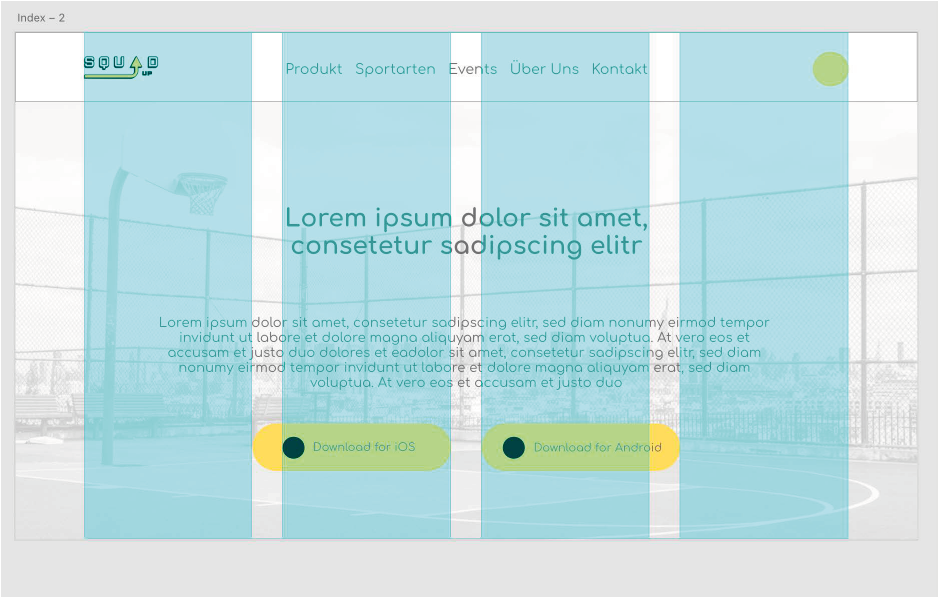 Index – 2
SQUAD UP
Produkt Sportarten Events Über Uns Kontakt
Lorem ipsum dolor sit amet,
consetetur sadipscing elitr
Lorem ipsum dolor sit amet, consetetur sadipscing elitr, sed diam nonumy eirmod tempor
invidunt ut labore et dolore magna aliquyam erat, sed diam voluptua. At vero eos et
accusam et justo duo dolores et eadolor sit amet, consetetur sadipscing elitr, sed diam
nonumy eirmod tempor invidunt ut labore et dolore magna aliquyam erat, sed diam
voluptua. At vero eos et accusam et justo duo
Download for iOS
Download for Android